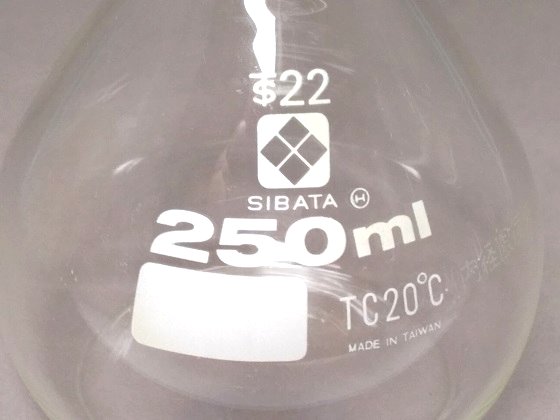 $22
SIBATA Ⓗ
250ml
TC20°C
MADE IN TAIWAN